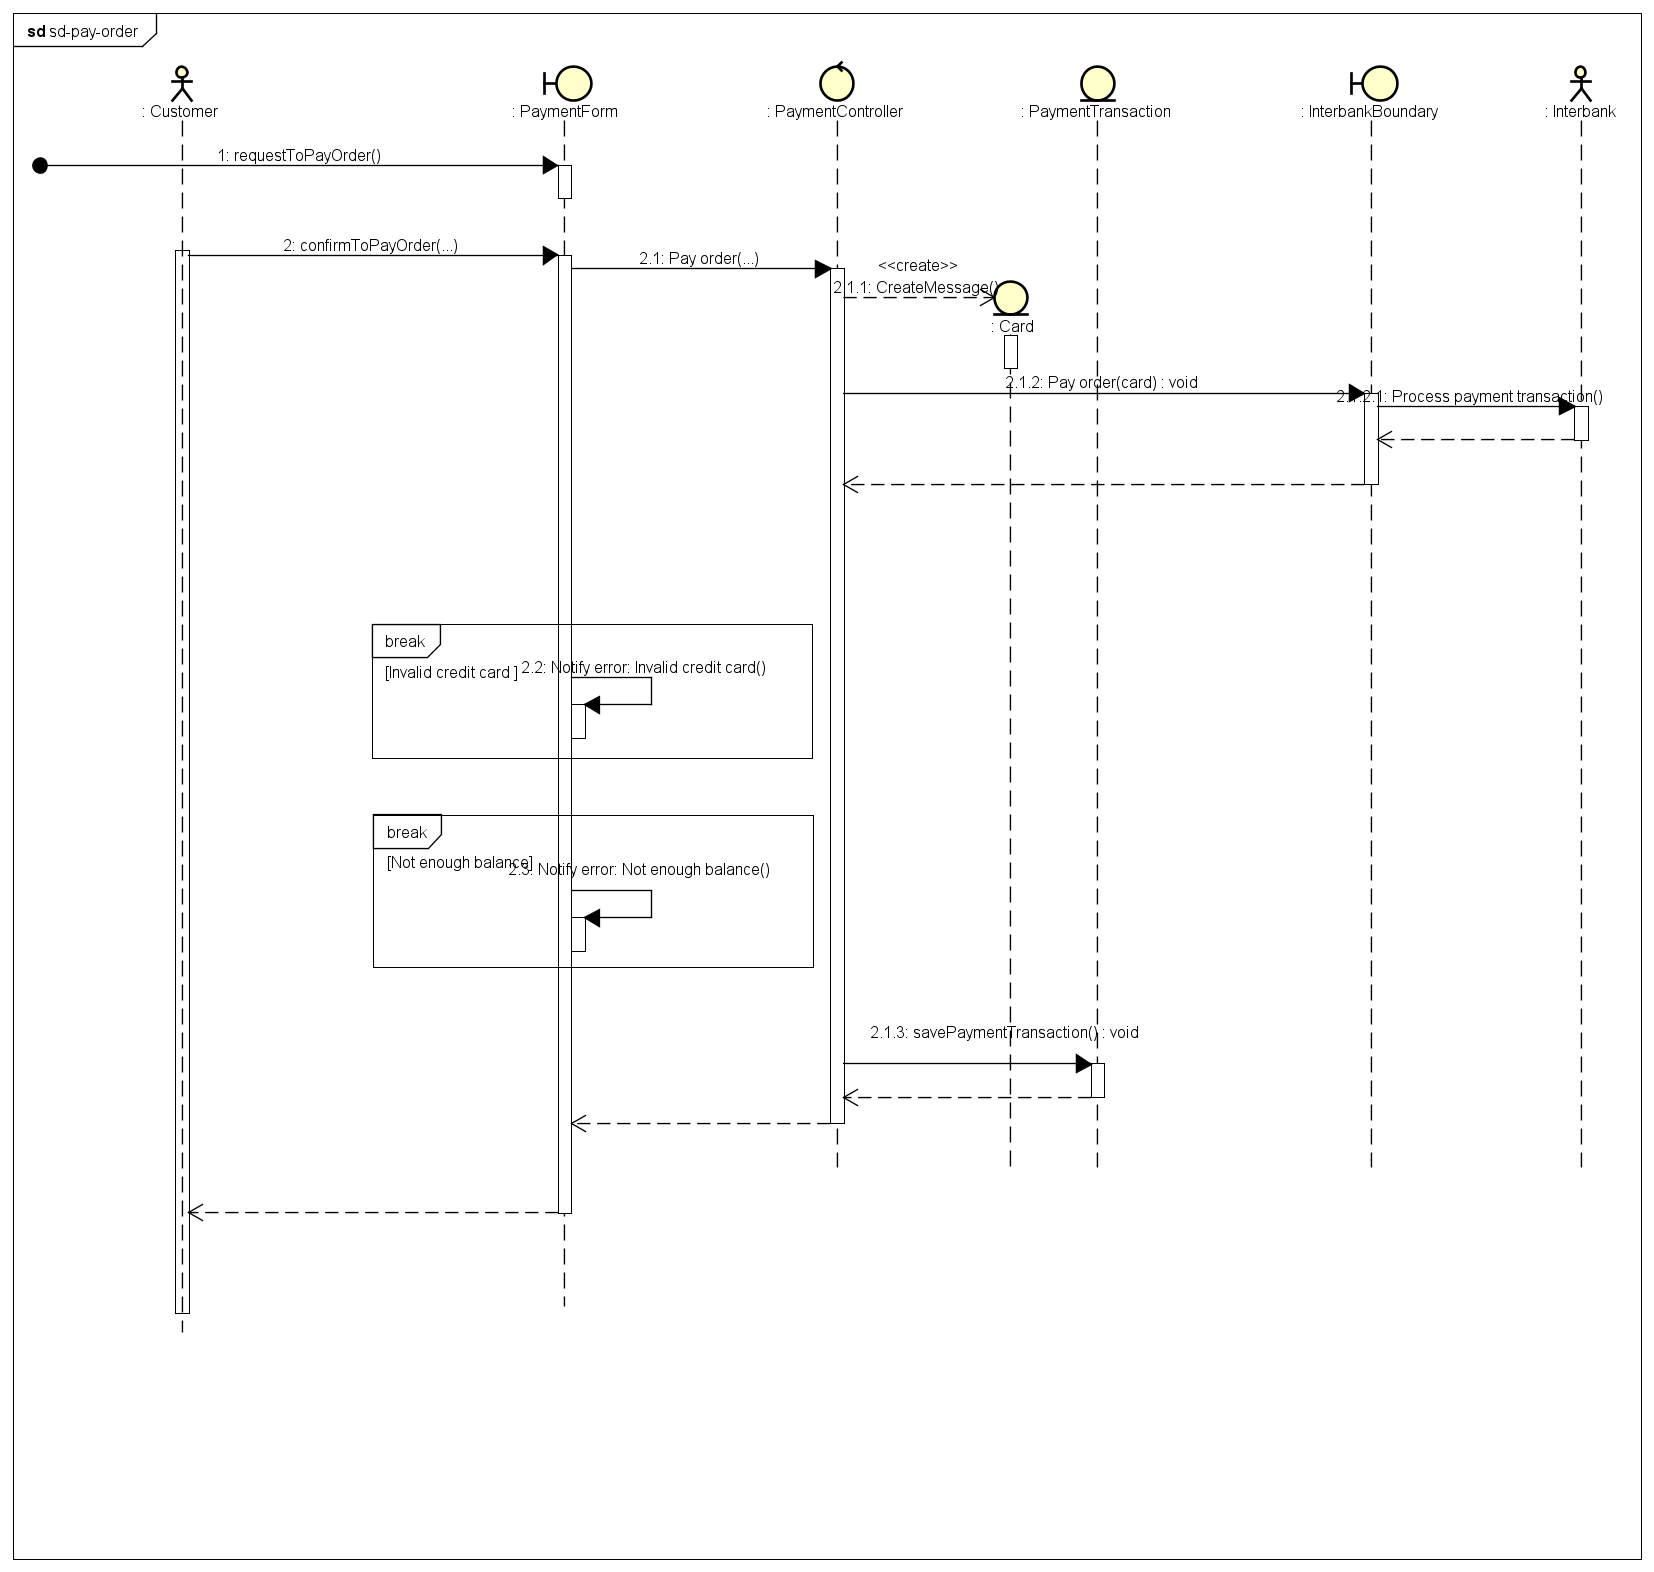 sd sd-pay-order
: Customer
: PaymentForm
: PaymentController
: PaymentTransaction
: InterbankBoundary
: Interbank
1: requestToPayOrder()
2: confirmToPayOrder(...)
2.1: Pay order(...)
<<create>>
2.1.1: CreateMessage()
: Card
2.1.2: Pay order(card) : void
2.1.2.1: Process payment transaction()
break
[Invalid credit card ]
2.2: Notify error: Invalid credit card()
break
[Not enough balance]
2.3: Notify error: Not enough balance()
2.1.3: savePaymentTransaction() : void